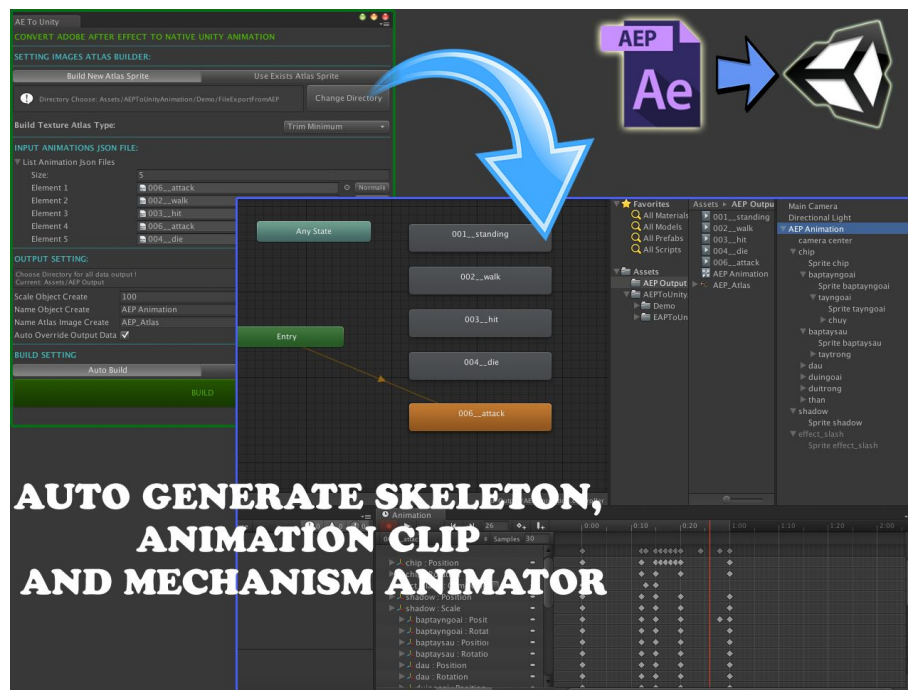 AE To Unity
CONVERT ADOBE AFTER EFFECT TO NATIVE UNITY ANIMATION
SETTING IMAGES ATLAS BUILDER:
Build New Atlas Sprite Use Exists Atlas Sprite
Directory Choose: Assets/AEPToUnityAnimation/Demo/FileExportFromAEP Change Directory
Build Texture Atlas Type: Trim Minimum
INPUT ANIMATIONS JSON FILE:
List Animation Json Files
Size: 5
Element 1 006__attack Normals
Element 2 002__walk
Element 3 003__hit
Element 4 006__attack
Element 5 004__die
OUTPUT SETTING:
Choose Directory for all data output !
Current: Assets/AEP Output
Scale Object Create 100
Name Object Create AEP Animation
Name Atlas Image Create AEP_Atlas
Auto Override Output Data
BUILD SETTING
Auto Build
BUILD
AEP
Ae
Any State
Entry
001__standing
002__walk
003__hit
004__die
006__attack
Favorites
All Materials
All Models
All Prefabs
All Scripts
Assets
AEP Output
AEPToUnity
Demo
EAPToUn
Assets AEP Outpu
001__standing
002__walk
003__hit
004__die
006__attack
AEP Animation
AEP_Atlas
Main Camera
Directional Light
AEP Animation
camera center
chip
Sprite chip
baptayngoai
Sprite baptayngoai
tayngoai
Sprite tayngoai
chuy
baptaysau
Sprite baptaysau
taytrong
dau
duingoai
duitrong
than
shadow
Sprite shadow
effect_slash
Sprite effect_slash
AUTO GENERATE SKELETON,
ANIMATION CLIP
AND MECHANISM ANIMATOR
Animation
26
Samples 30
0:00 0:10 0:20 1:00 1:10 1:20 2:00
chip : Position
shadow : Position
shadow : Scale
baptayngoai : Posit
baptayngoai : Rotat
baptaysau : Position
baptaysau : Rotatio
dau : Position
dau : Rotation